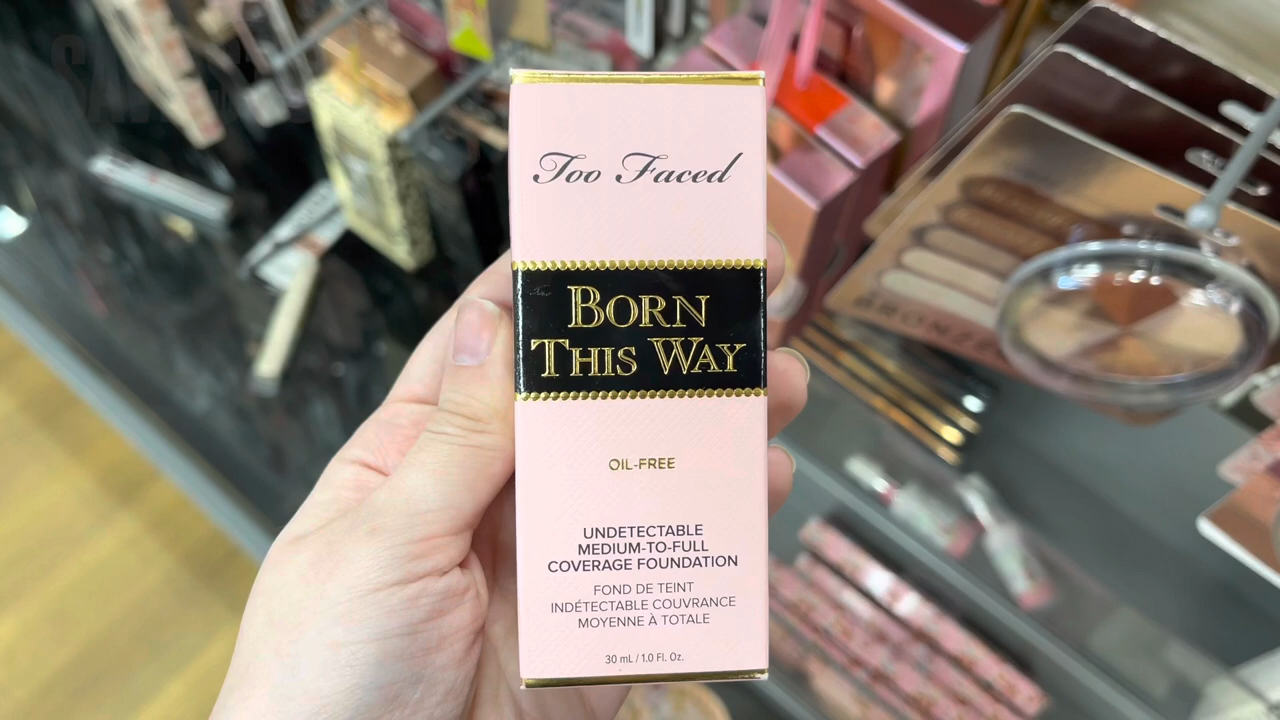 Too Faced
BORN
THIS WAY
OIL-FREE
UNDETECTABLE
MEDIUM-TO-FULL
COVERAGE FOUNDATION
FOND DE TEINT
INDÉTECTABLE COUVRANCE
MOYENNE À TOTALE
30 mL / 1.0 Fl. Oz.